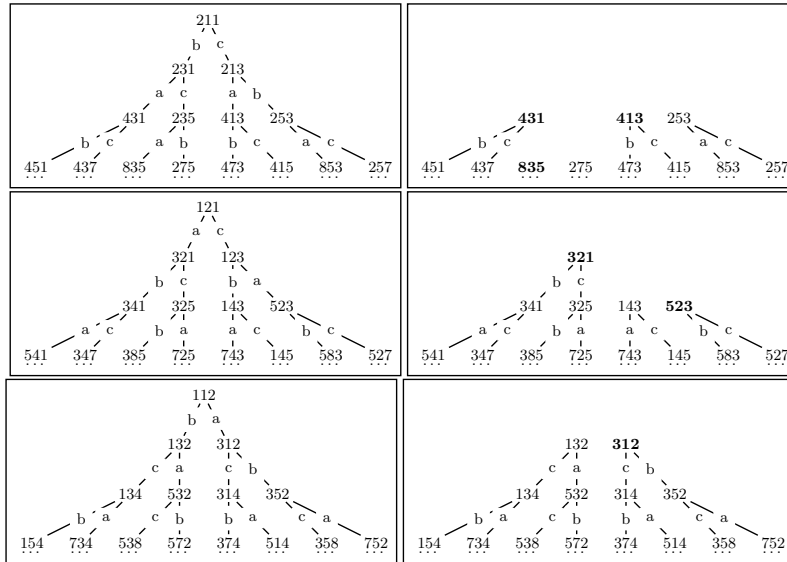 211
b c
231 213
a c a b
431 235 413 253
b c a b b c a c
451 437 835 275 473 415 853 257
... ... ... ... ... ... ... ...
431 413 253
b c b c a c
451 437 835 275 473 415 853 257
... ... ... ... ... ... ... ...
121
a c
321 123
b c b a
341 325 143 523
a c b a a c b c
541 347 385 725 743 145 583 527
... ... ... ... ... ... ... ...
321
b c
341 325 143 523
a c b a a c b c
541 347 385 725 743 145 583 527
... ... ... ... ... ... ... ...
112
b a
132 312
c a c b
134 532 314 352
b a c b b a c a
154 734 538 572 374 514 358 752
... ... ... ... ... ... ... ...
132 312
c a c b
134 532 314 352
b a c b b a c a
154 734 538 572 374 514 358 752
... ... ... ... ... ... ... ...